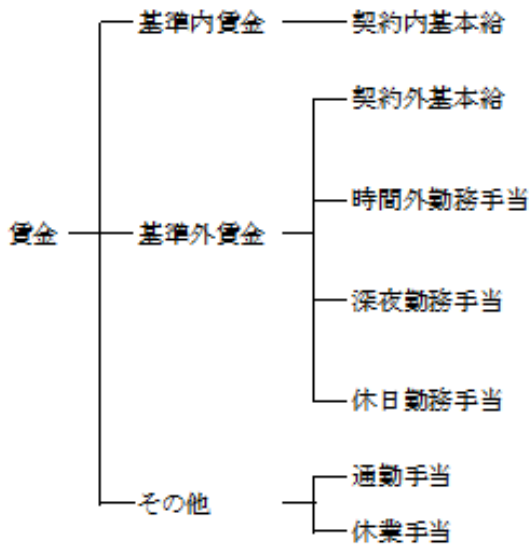 賃金
基準内賃金
契約内基本給
基準外賃金
契約外基本給
時間外勤務手当
深夜勤務手当
休日勤務手当
その他
通勤手当
休業手当